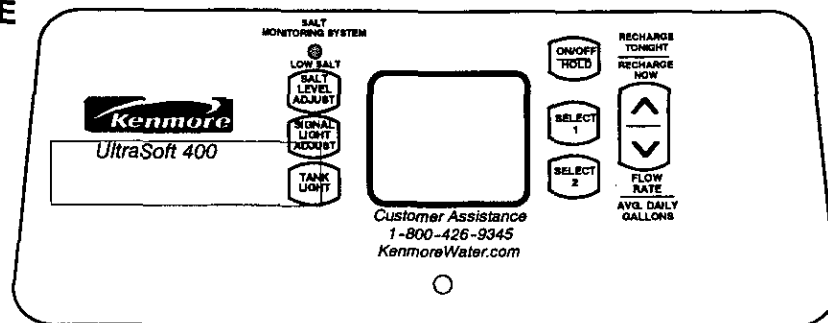 E
SALT
MONITORING SYSTEM
LOW SALT
SALT
LEVEL
ADJUST
Kenmore
UltraSoft 400
SIGNAL
LIGHT
ADJUST
TANK
LIGHT
Customer Assistance
1-800-426-9345
KenmoreWater.com
ON/OFF
HOLD
SELECT
1
SELECT
2
RECHARGE
TONIGHT
RECHARGE
NOW
FLOW
RATE
AVG. DAILY
GALLONS